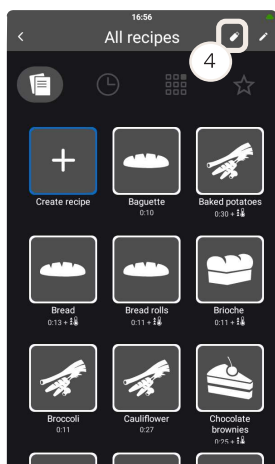 16:56
All recipes
4
Create recipe
Baguette
0:10
Baked potatoes
0:30 +
Bread
0:13 +
Bread rolls
0:11 +
Brioche
0:11 +
Broccoli
0:11
Cauliflower
0:27
Chocolate
brownies
0:25 +